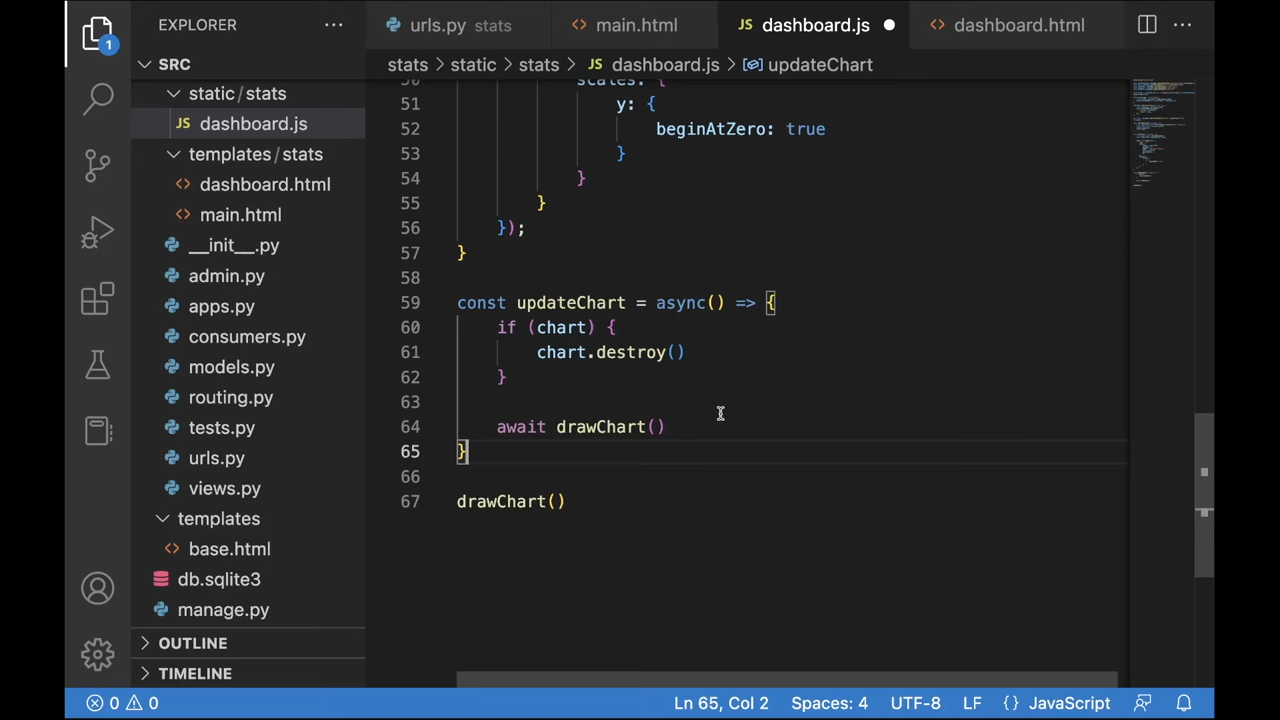 EXPLORER
SRC
static/stats
JS dashboard.js
templates/stats
<> dashboard.html
<> main.html
__init__.py
admin.py
apps.py
consumers.py
models.py
routing.py
tests.py
urls.py
views.py
templates
<> base.html
db.sqlite3
manage.py
OUTLINE
TIMELINE
1
urls.py stats
<> main.html
JS dashboard.js
<> dashboard.html
stats > static > stats > JS dashboard.js > updateChart
50 scales: {
51 y: {
52 beginAtZero: true
53 }
54 }
55 }
56 });
57 }
58
59 const updateChart = async() => {
60 if (chart) {
61 chart.destroy()
62 }
63
64 await drawChart()
65 }
66
67 drawChart()
0 0 Ln 65, Col 2 Spaces: 4 UTF-8 LF {} JavaScript